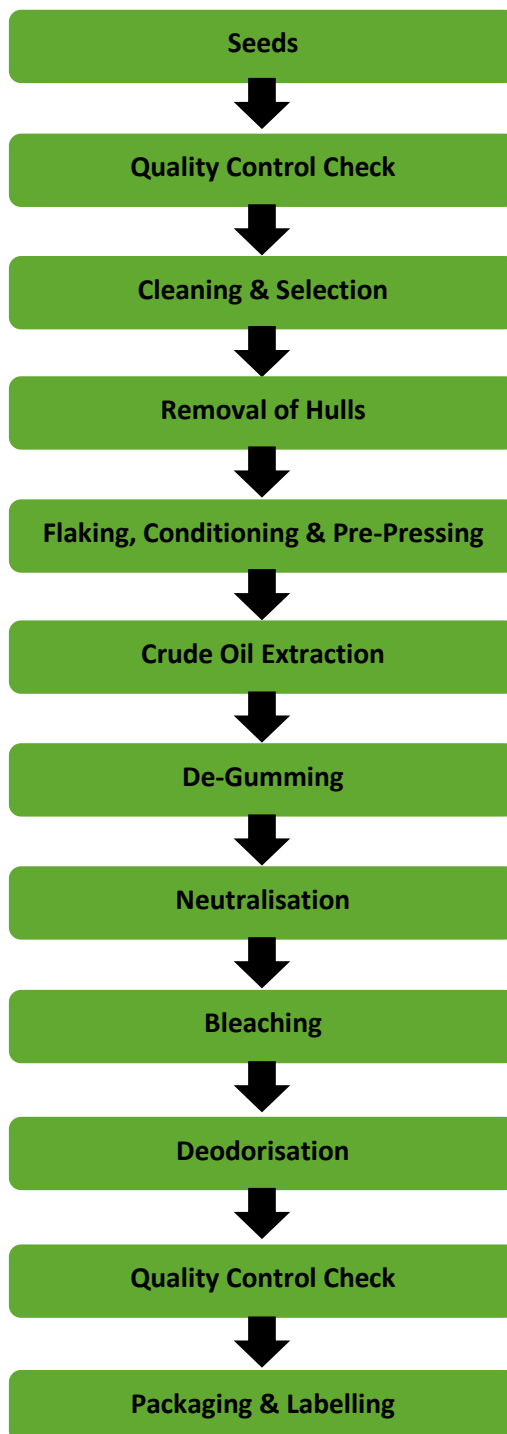 Seeds
Quality Control Check
Cleaning & Selection
Removal of Hulls
Flaking, Conditioning & Pre-Pressing
Crude Oil Extraction
De-Gumming
Neutralisation
Bleaching
Deodorisation
Quality Control Check
Packaging & Labelling